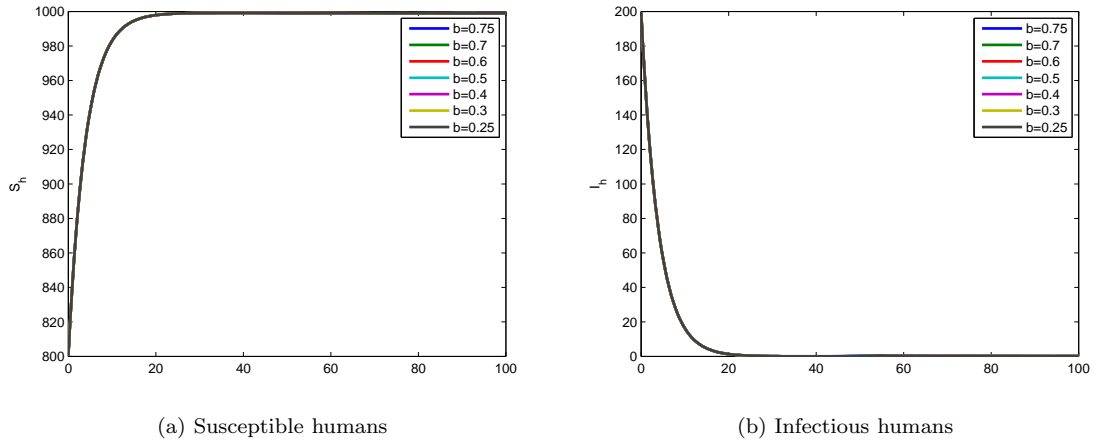 1000
980
960
940
920
900
880
860
840
820
800
S_h
0 20 40 60 80 100
b=0.75
b=0.7
b=0.6
b=0.5
b=0.4
b=0.3
b=0.25
(a) Susceptible humans
200
180
160
140
120
100
80
60
40
20
0
I_h
0 20 40 60 80 100
b=0.75
b=0.7
b=0.6
b=0.5
b=0.4
b=0.3
b=0.25
(b) Infectious humans